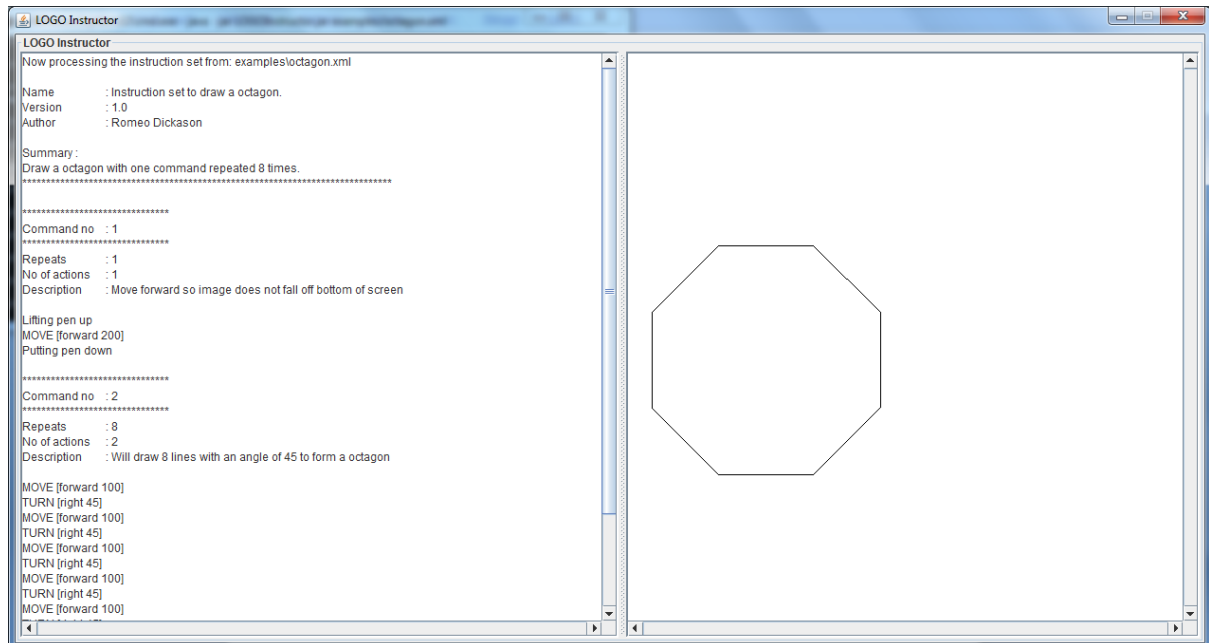 LOGO Instructor
LOGO Instructor
Now processing the instruction set from: examples\octagon.xml
Name : Instruction set to draw a octagon.
Version : 1.0
Author : Romeo Dickason
Summary :
Draw a octagon with one command repeated 8 times.
******************************************************************************
*******************************
Command no : 1
*******************************
Repeats : 1
No of actions : 1
Description : Move forward so image does not fall off bottom of screen
Lifting pen up
MOVE [forward 200]
Putting pen down
*******************************
Command no : 2
*******************************
Repeats : 8
No of actions : 2
Description : Will draw 8 lines with an angle of 45 to form a octagon
MOVE [forward 100]
TURN [right 45]
MOVE [forward 100]
TURN [right 45]
MOVE [forward 100]
TURN [right 45]
MOVE [forward 100]
TURN [right 45]
MOVE [forward 100]